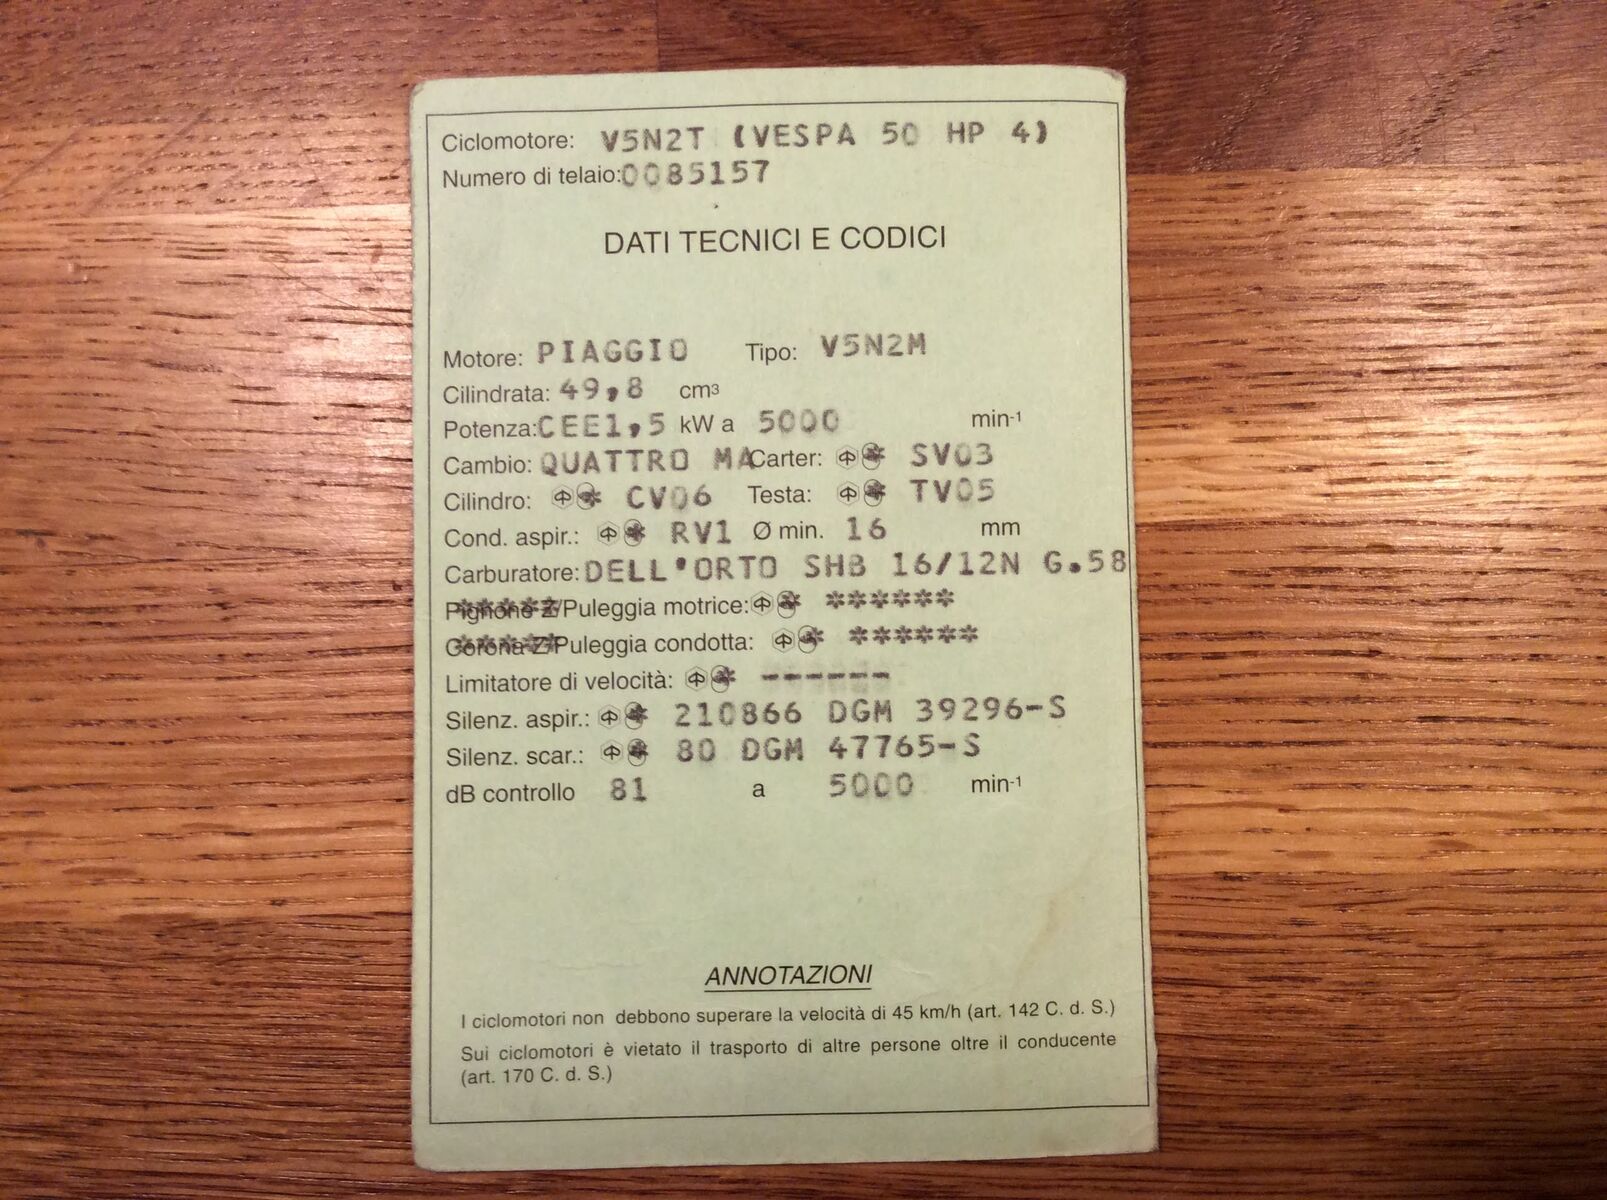 Ciclomotore: V5N2T (VESPA 50 HP 4)
Numero di telaio: 0085157
DATI TECNICI E CODICI
Motore: PIAGGIO Tipo: V5N2M
Cilindrata: 49,8 cm³
Potenza: CEE1,5 kW a 5000 min-1
Cambio: QUATTRO MA Carter: * SV03
Cilindro: * CV06 Testa: * TV05
Cond. aspir.: * RV1 Ø min. 16 mm
Carburatore: DELL'ORTO SHB 16/12N G.58
Pignone Z/Puleggia motrice: * ******
Corona Z/Puleggia condotta: * ******
Limitatore di velocità: * ------
Silenz. aspir.: * 210866 DGM 39296-S
Silenz. scar.: * 80 DGM 47765-S
dB controllo 81 a 5000 min-1
ANNOTAZIONI
I ciclomotori non debbono superare la velocità di 45 km/h (art. 142 C. d. S.)
Sui ciclomotori è vietato il trasporto di altre persone oltre il conducente
(art. 170 C. d. S.)